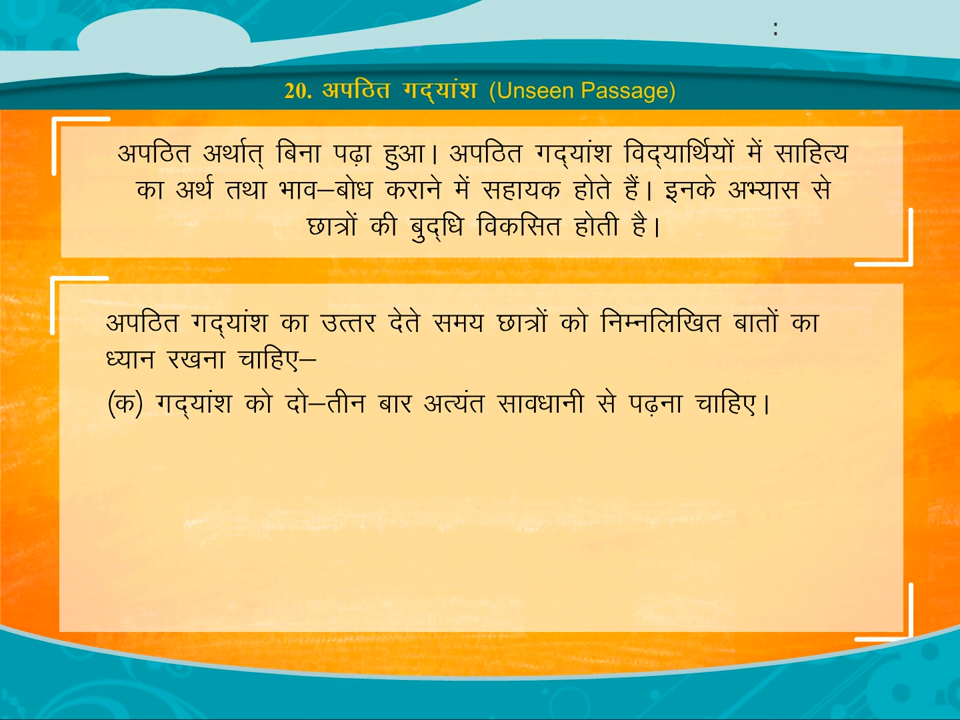 :
20. अपठित गद्‌यांश (Unseen Passage)
अपठित अर्थात् बिना पढ़ा हुआ। अपठित गद्‌यांश विद्‌यार्थियों में साहित्य
का अर्थ तथा भाव–बोध कराने में सहायक होते हैं। इनके अभ्यास से
छात्रों की बुद्‌धि विकसित होती है।
अपठित गद्‌यांश का उत्तर देते समय छात्रों को निम्नलिखित बातों का
ध्यान रखना चाहिए–
(क) गद्‌यांश को दो–तीन बार अत्यंत सावधानी से पढ़ना चाहिए।